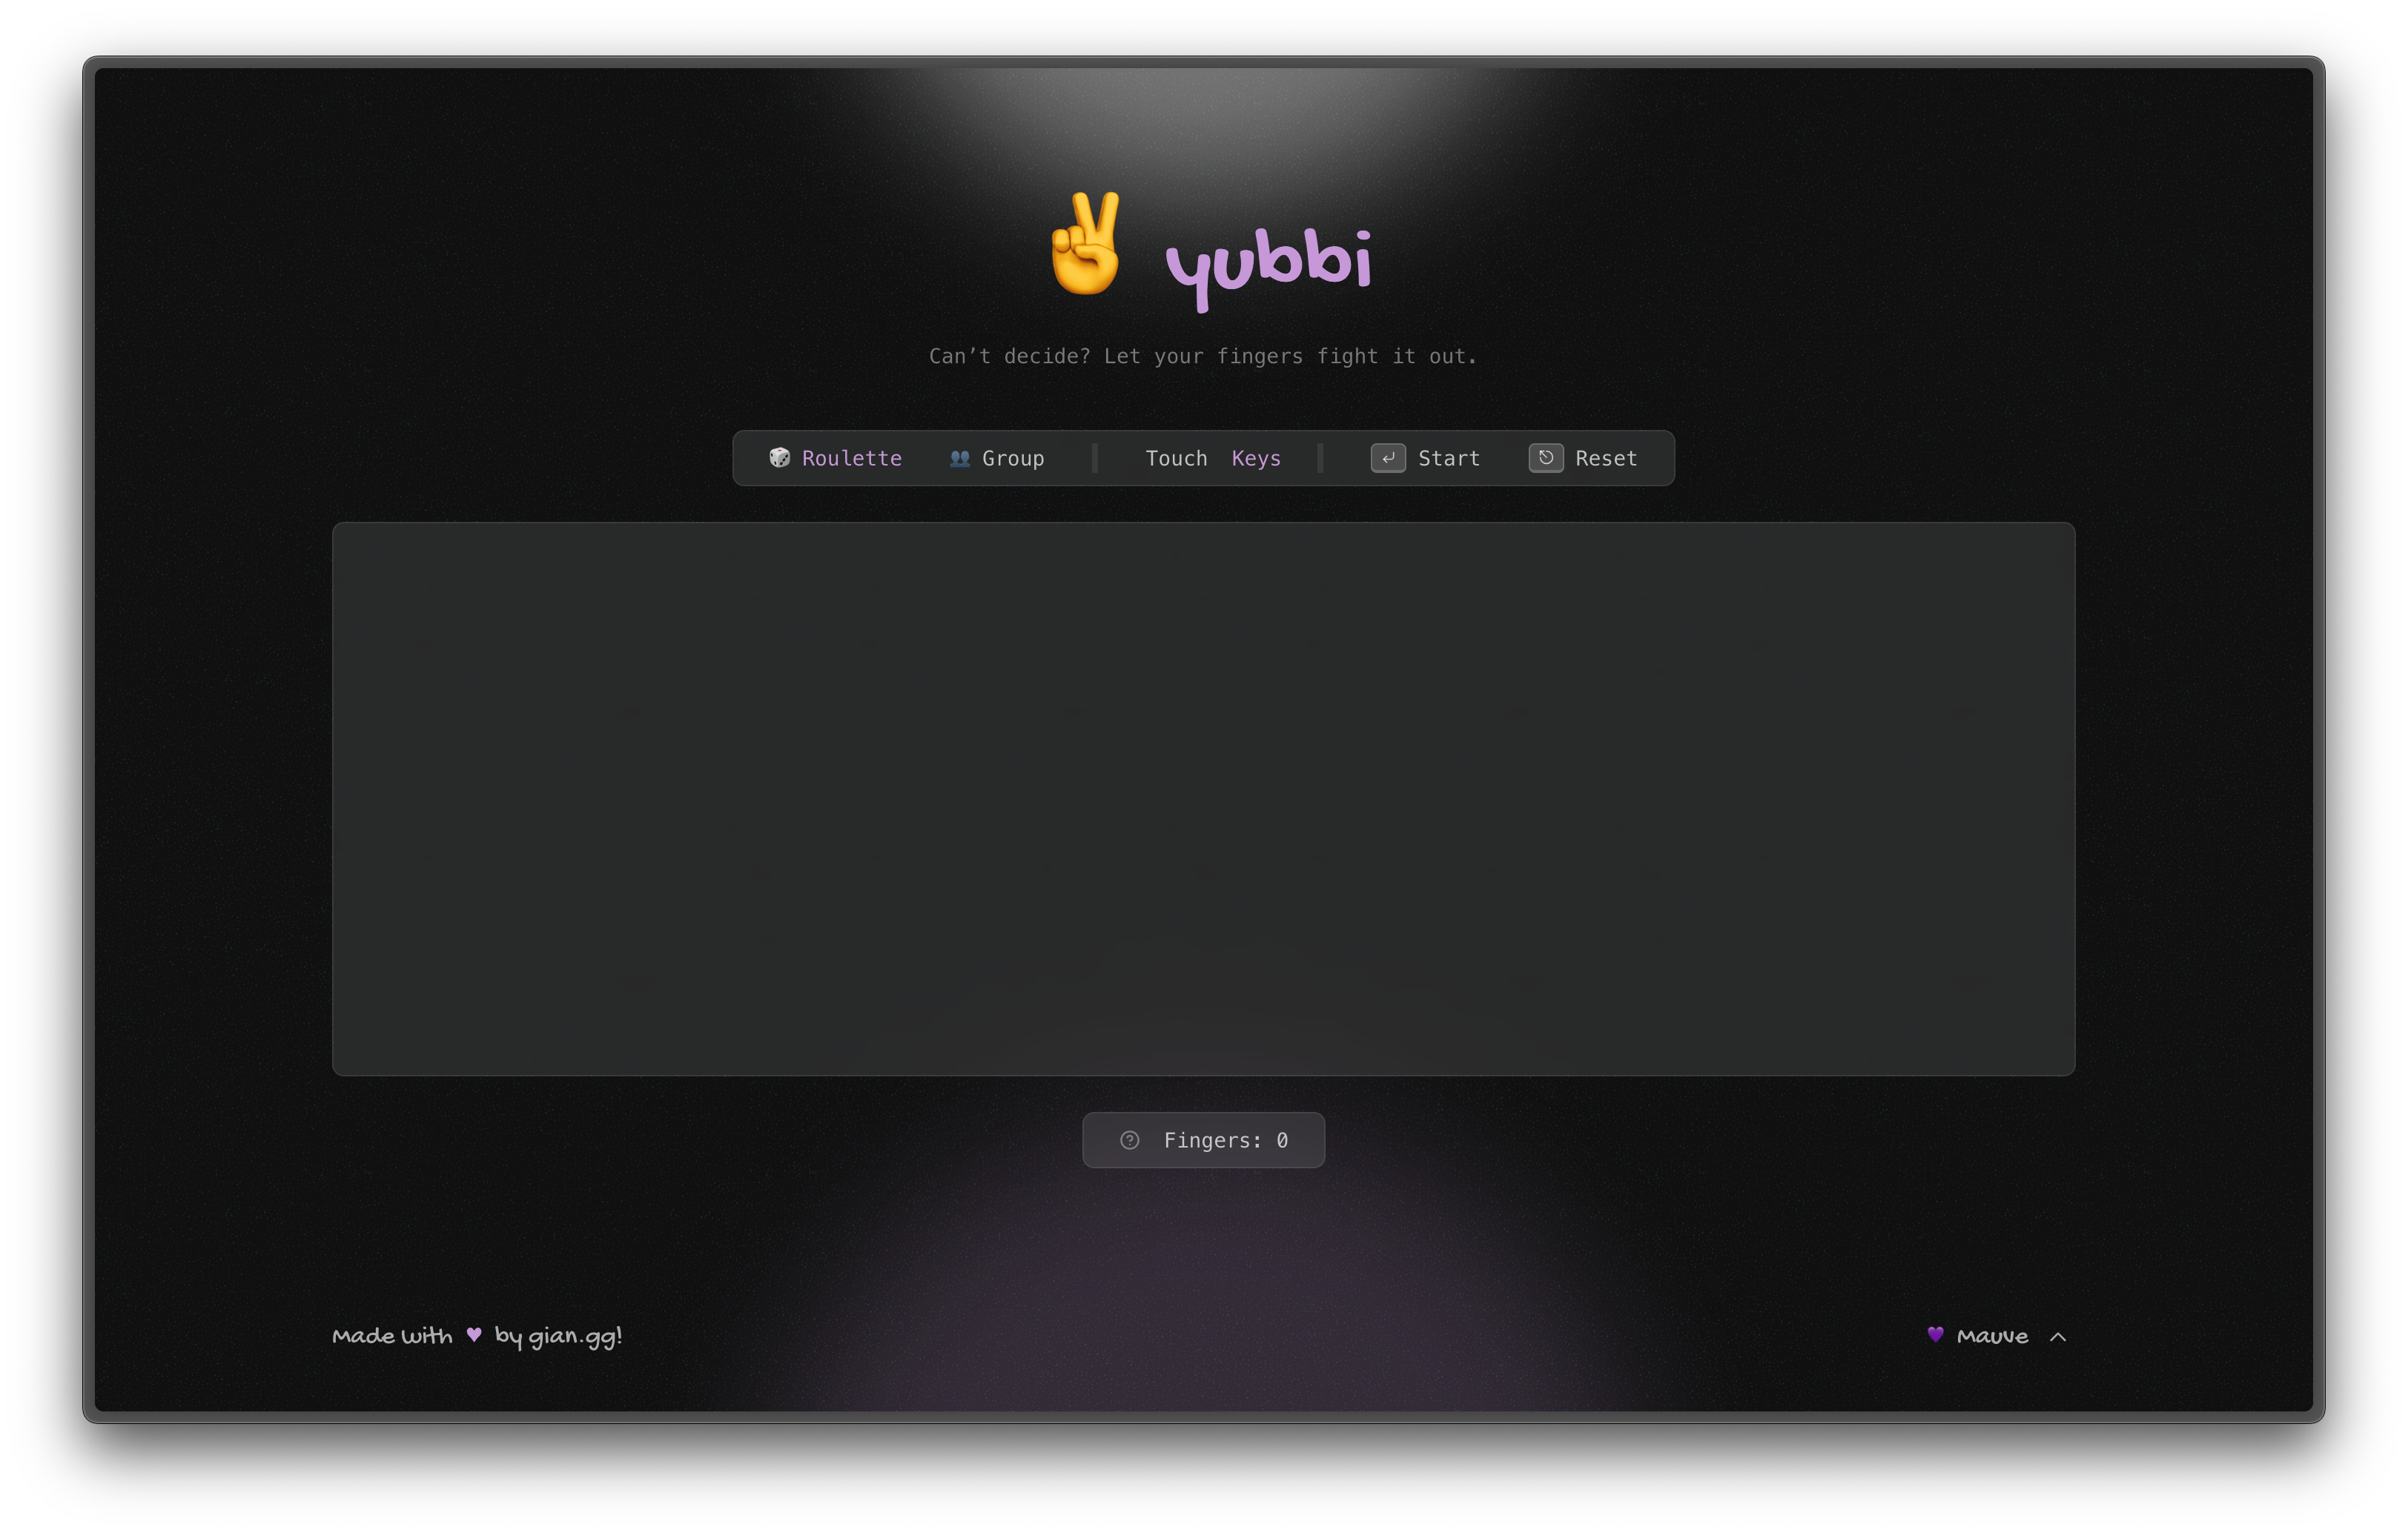 yubbi
Can’t decide? Let your fingers fight it out.
Roulette Group Touch Keys Start Reset
Fingers: 0
Made with ♥ by gian.gg! Mauve